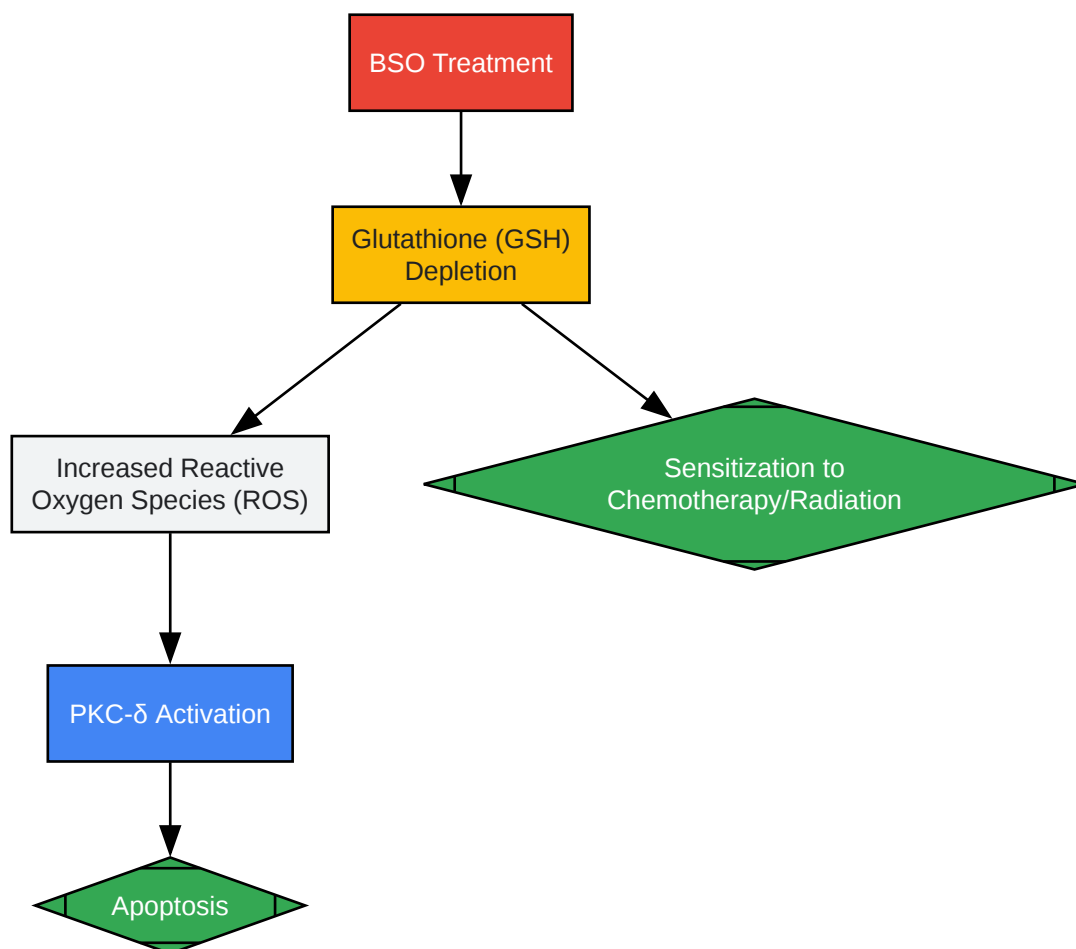 BSO Treatment
Glutathione (GSH)
Depletion
Increased Reactive
Oxygen Species (ROS)
Sensitization to
Chemotherapy/Radiation
PKC-δ Activation
Apoptosis